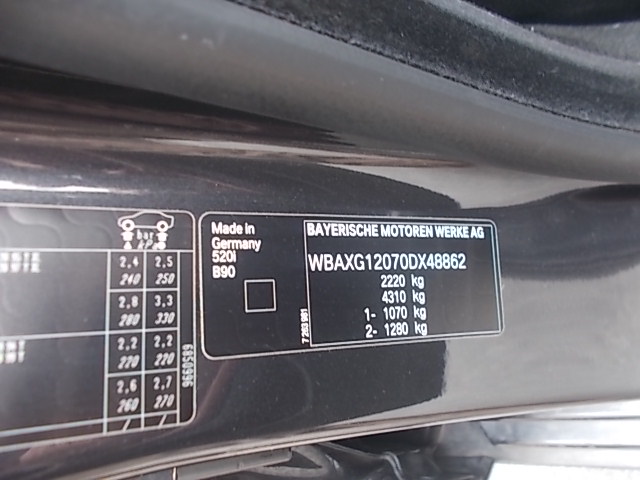 bar
kPa
2,4 2,5
240 250
2,8 3,3
280 330
2,2 2,2
220 220
2,6 2,7
260 270
9660589
Made in
Germany
520i
B90
7 263 981
BAYERISCHE MOTOREN WERKE AG
WBAXG12070DX48862
2220 kg
4310 kg
1- 1070 kg
2- 1280 kg